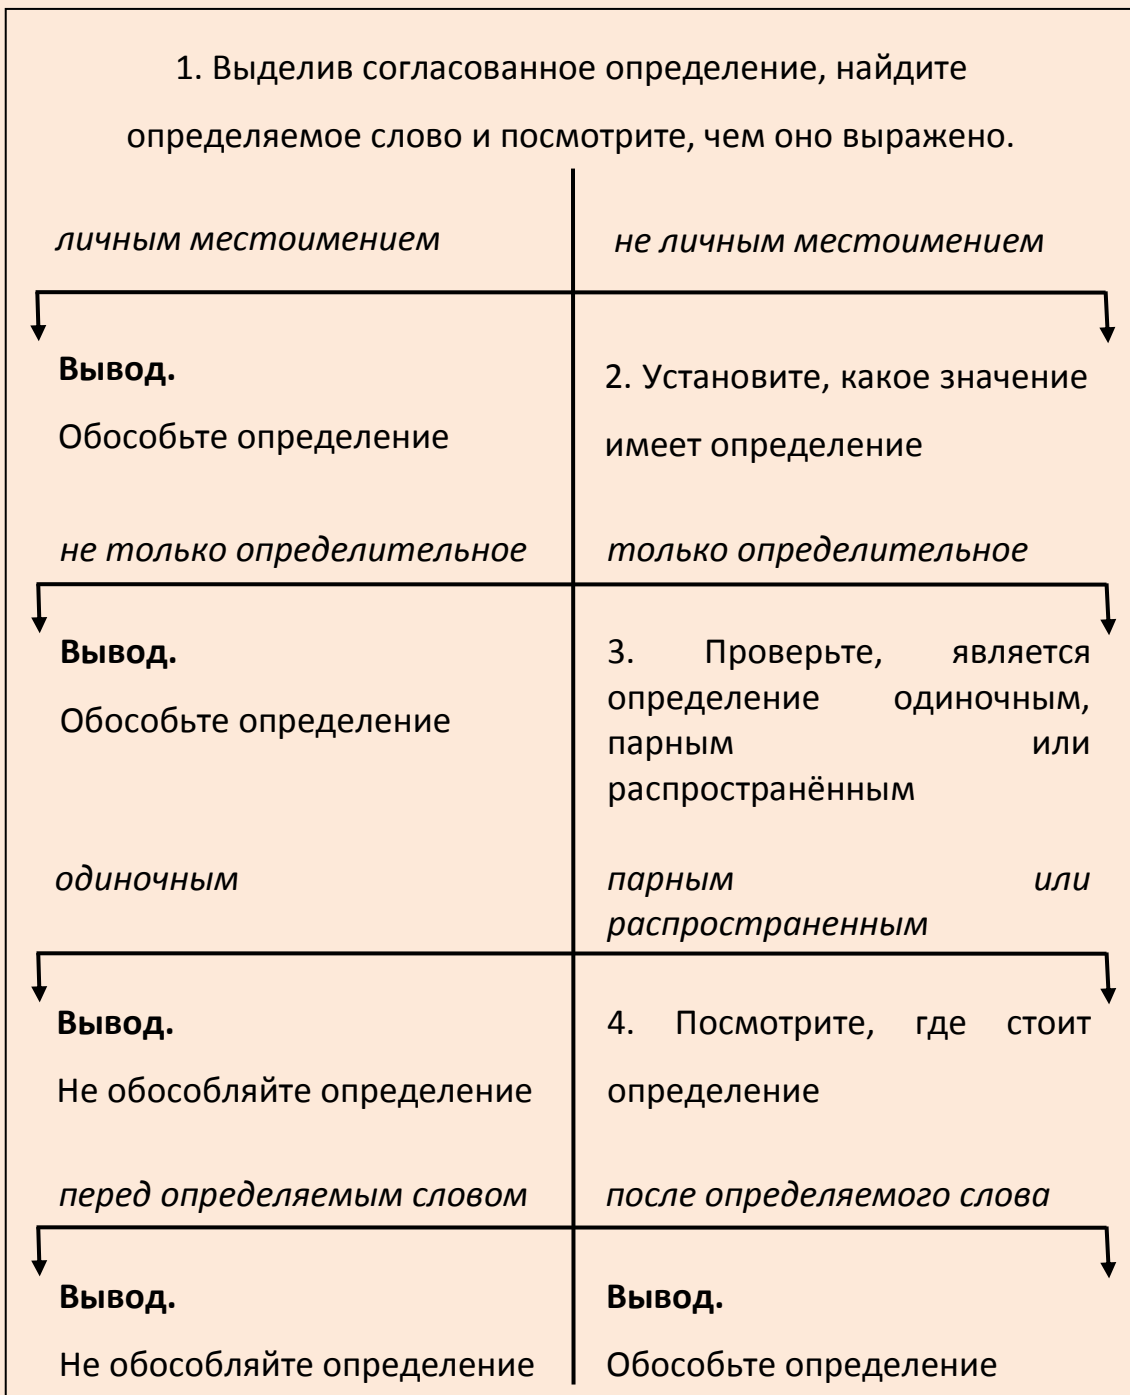 1. Выделив согласованное определение, найдите
определяемое слово и посмотрите, чем оно выражено.
личным местоимением
не личным местоимением
Вывод.
Обособьте определение
2. Установите, какое значение
имеет определение
не только определительное
только определительное
Вывод.
Обособьте определение
3. Проверьте, является
определение одиночным,
парным или
распространённым
одиночным
парным или
распространенным
Вывод.
Не обособляйте определение
4. Посмотрите, где стоит
определение
перед определяемым словом
после определяемого слова
Вывод.
Не обособляйте определение
Вывод.
Обособьте определение